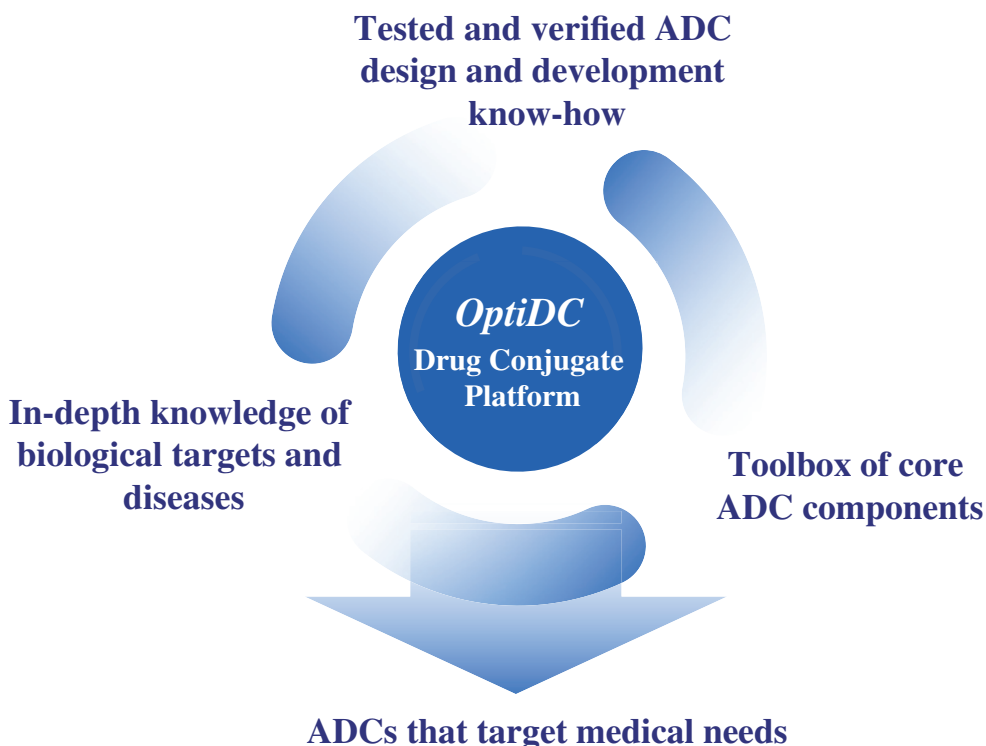 Tested and verified ADC
design and development
know-how
OptiDC
Drug Conjugate
Platform
In-depth knowledge of
biological targets and
diseases
Toolbox of core
ADC components
ADCs that target medical needs